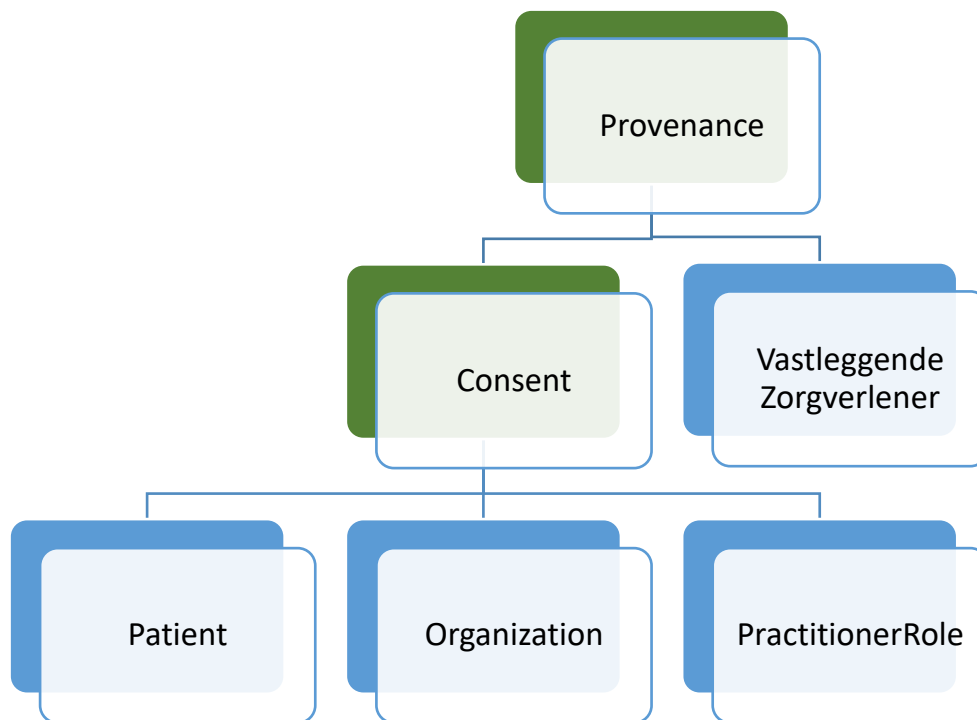 Provenance
Consent
Vastleggende
Zorgverlener
Patient
Organization
PractitionerRole